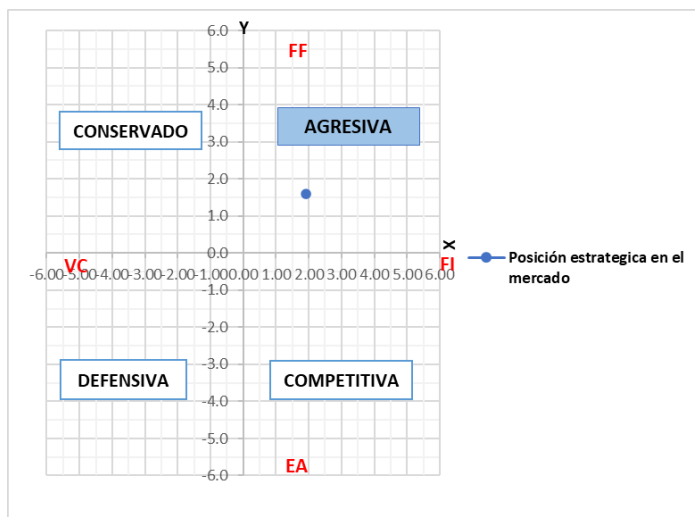 6.0
Y
FF
5.0
4.0
CONSERVADO
AGRESIVA
3.0
2.0
1.0
X
0.0
VC
FI
-6.00 -5.00 -4.00 -3.00 -2.00 -1.00 0.00 1.00 2.00 3.00 4.00 5.00 6.00
Posición estrategica en el
mercado
-1.0
-2.0
-3.0
DEFENSIVA
COMPETITIVA
-4.0
-5.0
EA
-6.0